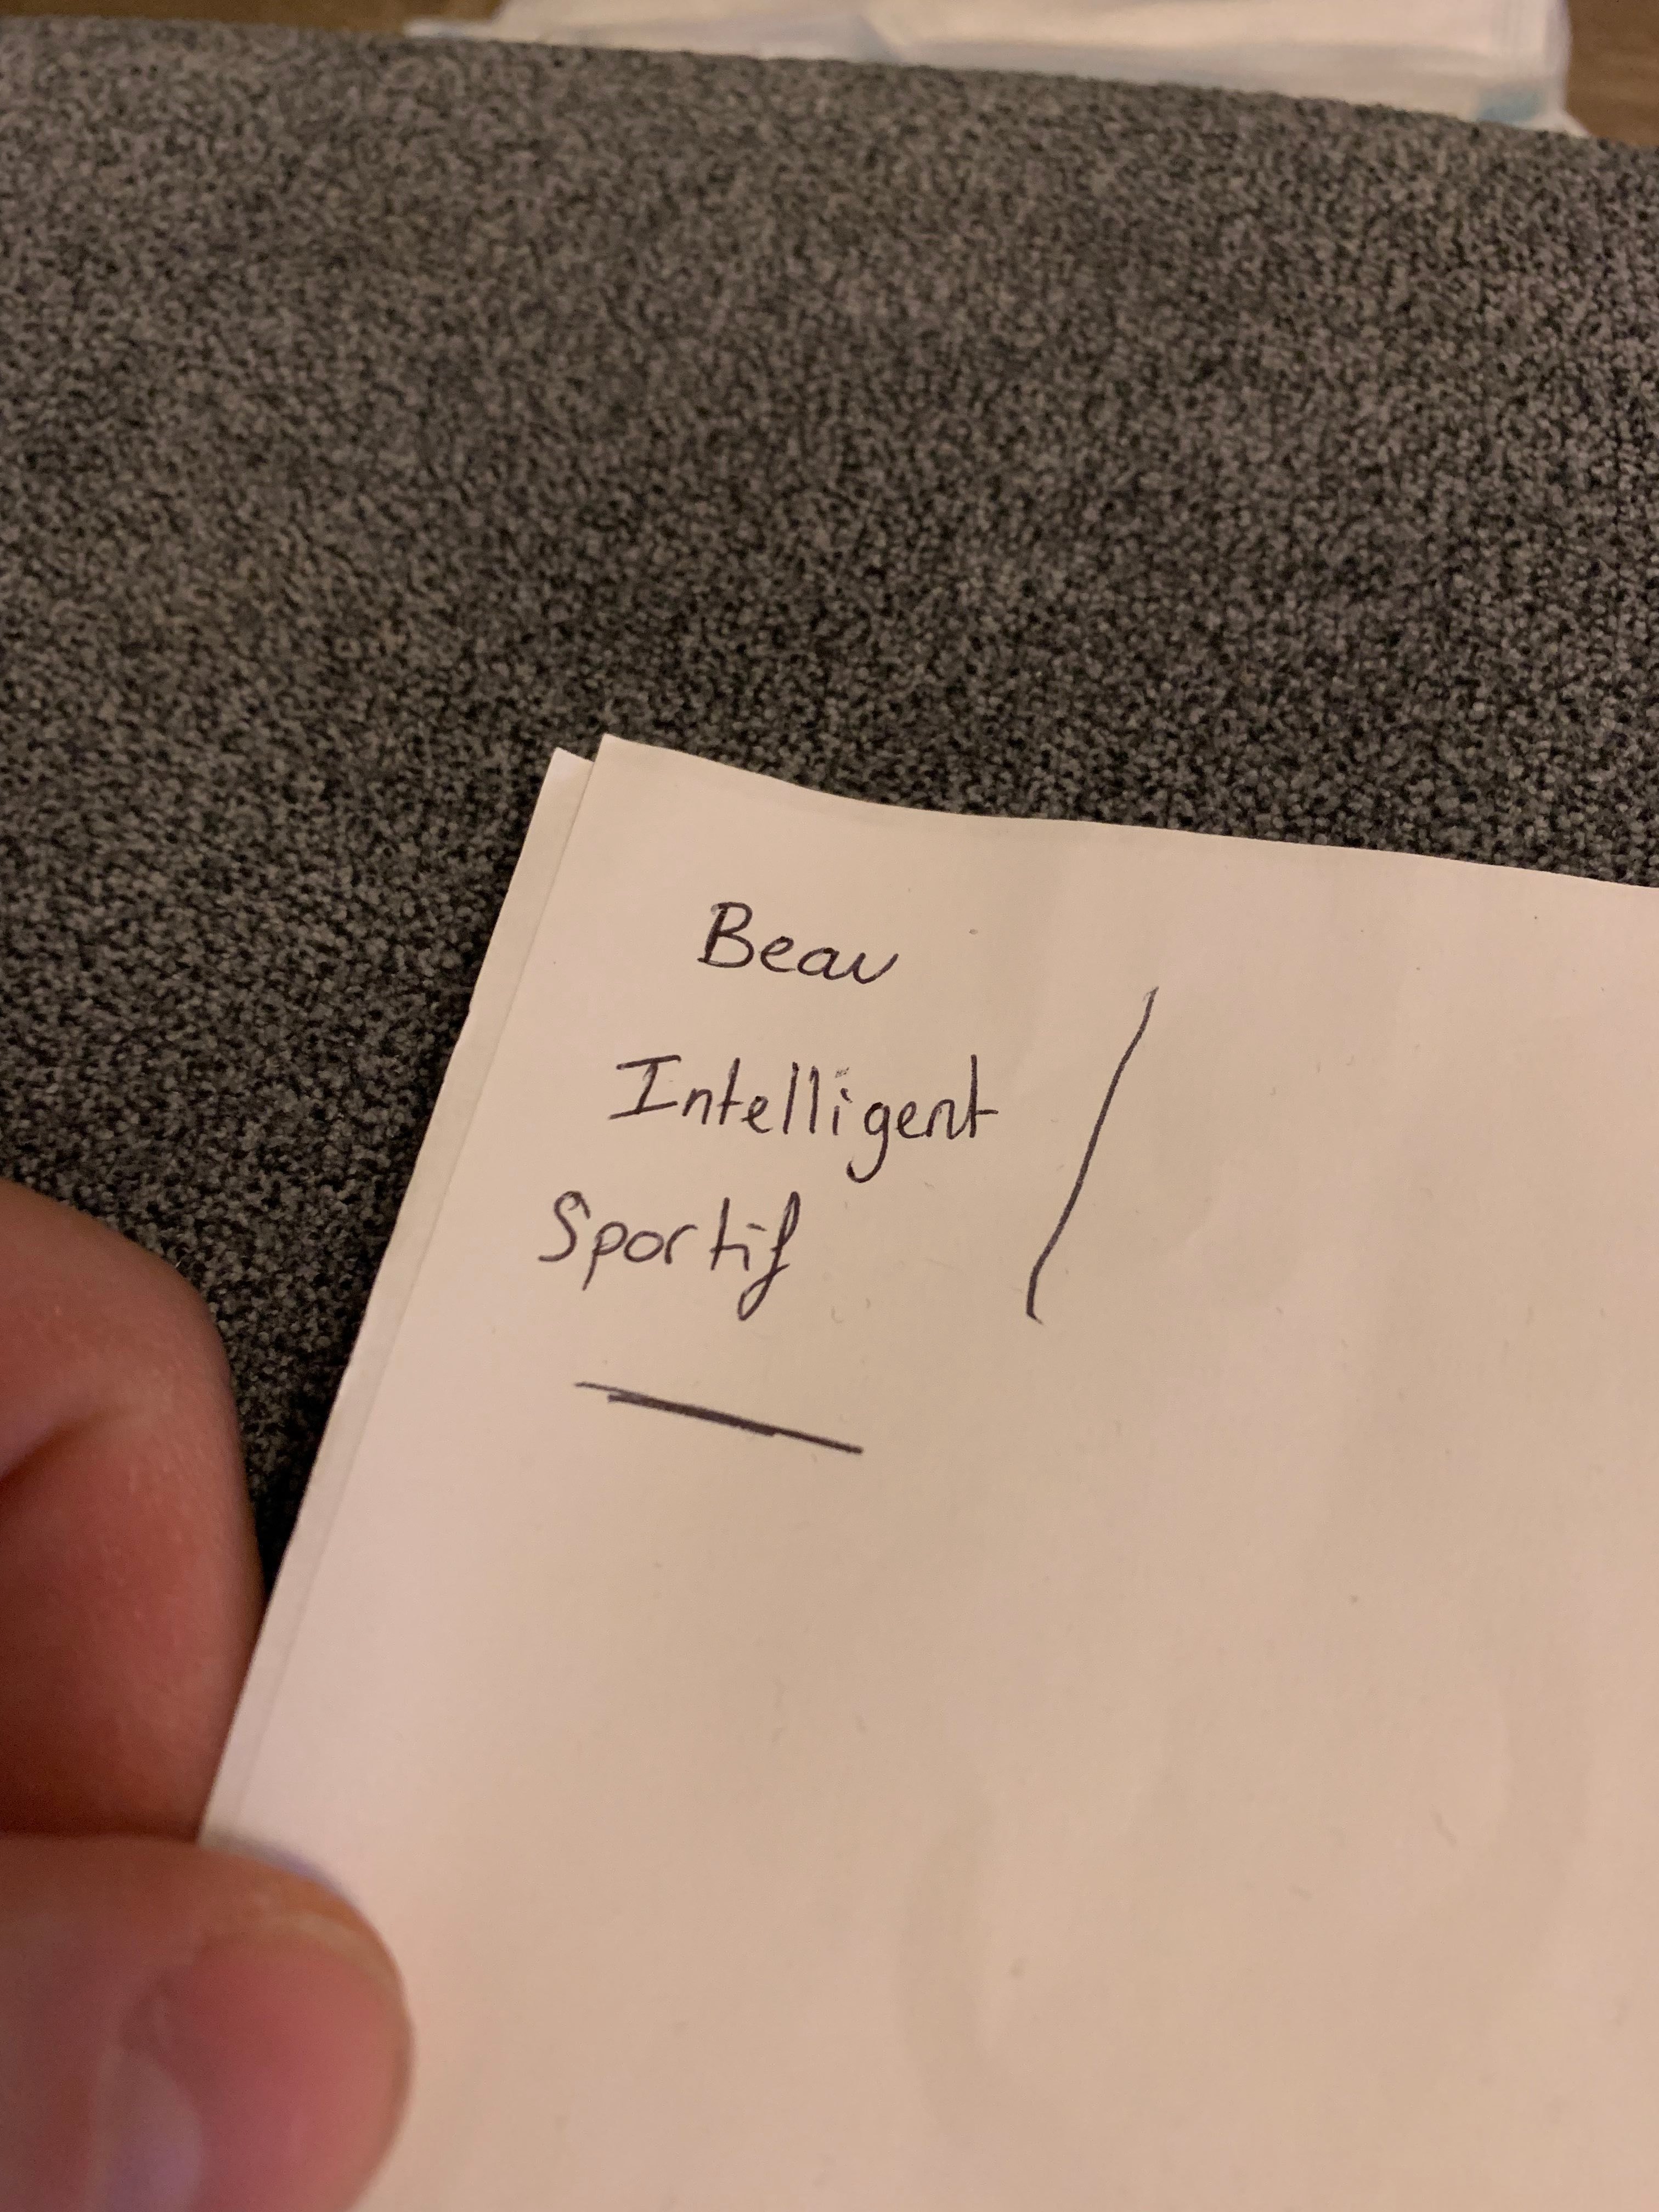 Beau
Intelligent
Sportif